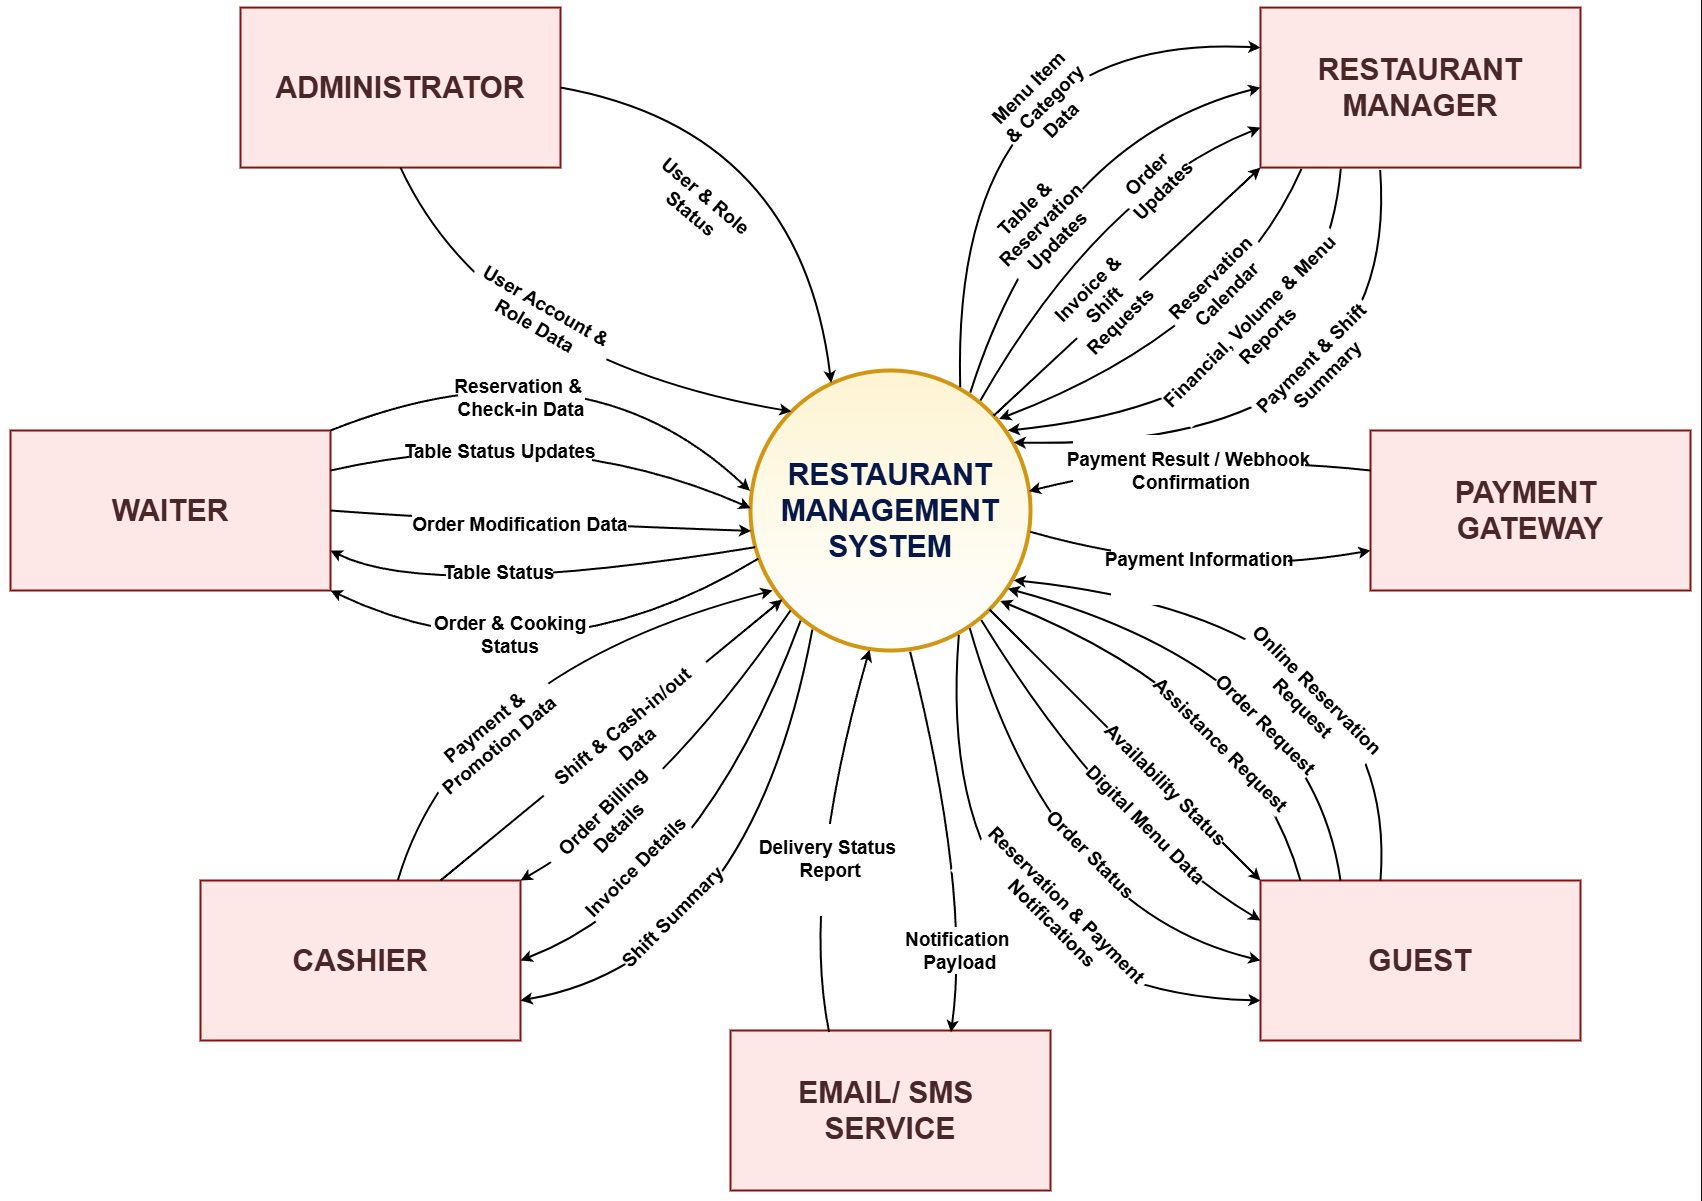 ADMINISTRATOR
RESTAURANT
MANAGER
Menu Item
& Category
Data
Table &
Reservation
Updates
Order
Updates
Invoice &
Shift
Requests
Reservation
Calendar
Financial, Volume & Menu
Reports
Payment & Shift
Summary
User & Role
Status
User Account &
Role Data
Reservation &
Check-in Data
Table Status Updates
WAITER
Order Modification Data
Table Status
Order & Cooking
Status
RESTAURANT
MANAGEMENT
SYSTEM
Payment Result / Webhook
Confirmation
PAYMENT
GATEWAY
Payment Information
Payment &
Promotion Data
Shift & Cash-in/out
Data
Order Billing
Details
Invoice Details
Shift Summary
CASHIER
Delivery Status
Report
Notification
Payload
EMAIL/ SMS
SERVICE
Online Reservation
Request
Order Request
Assistance Request
Availability Status
Digital Menu Data
Order Status
Reservation & Payment
Notifications
GUEST